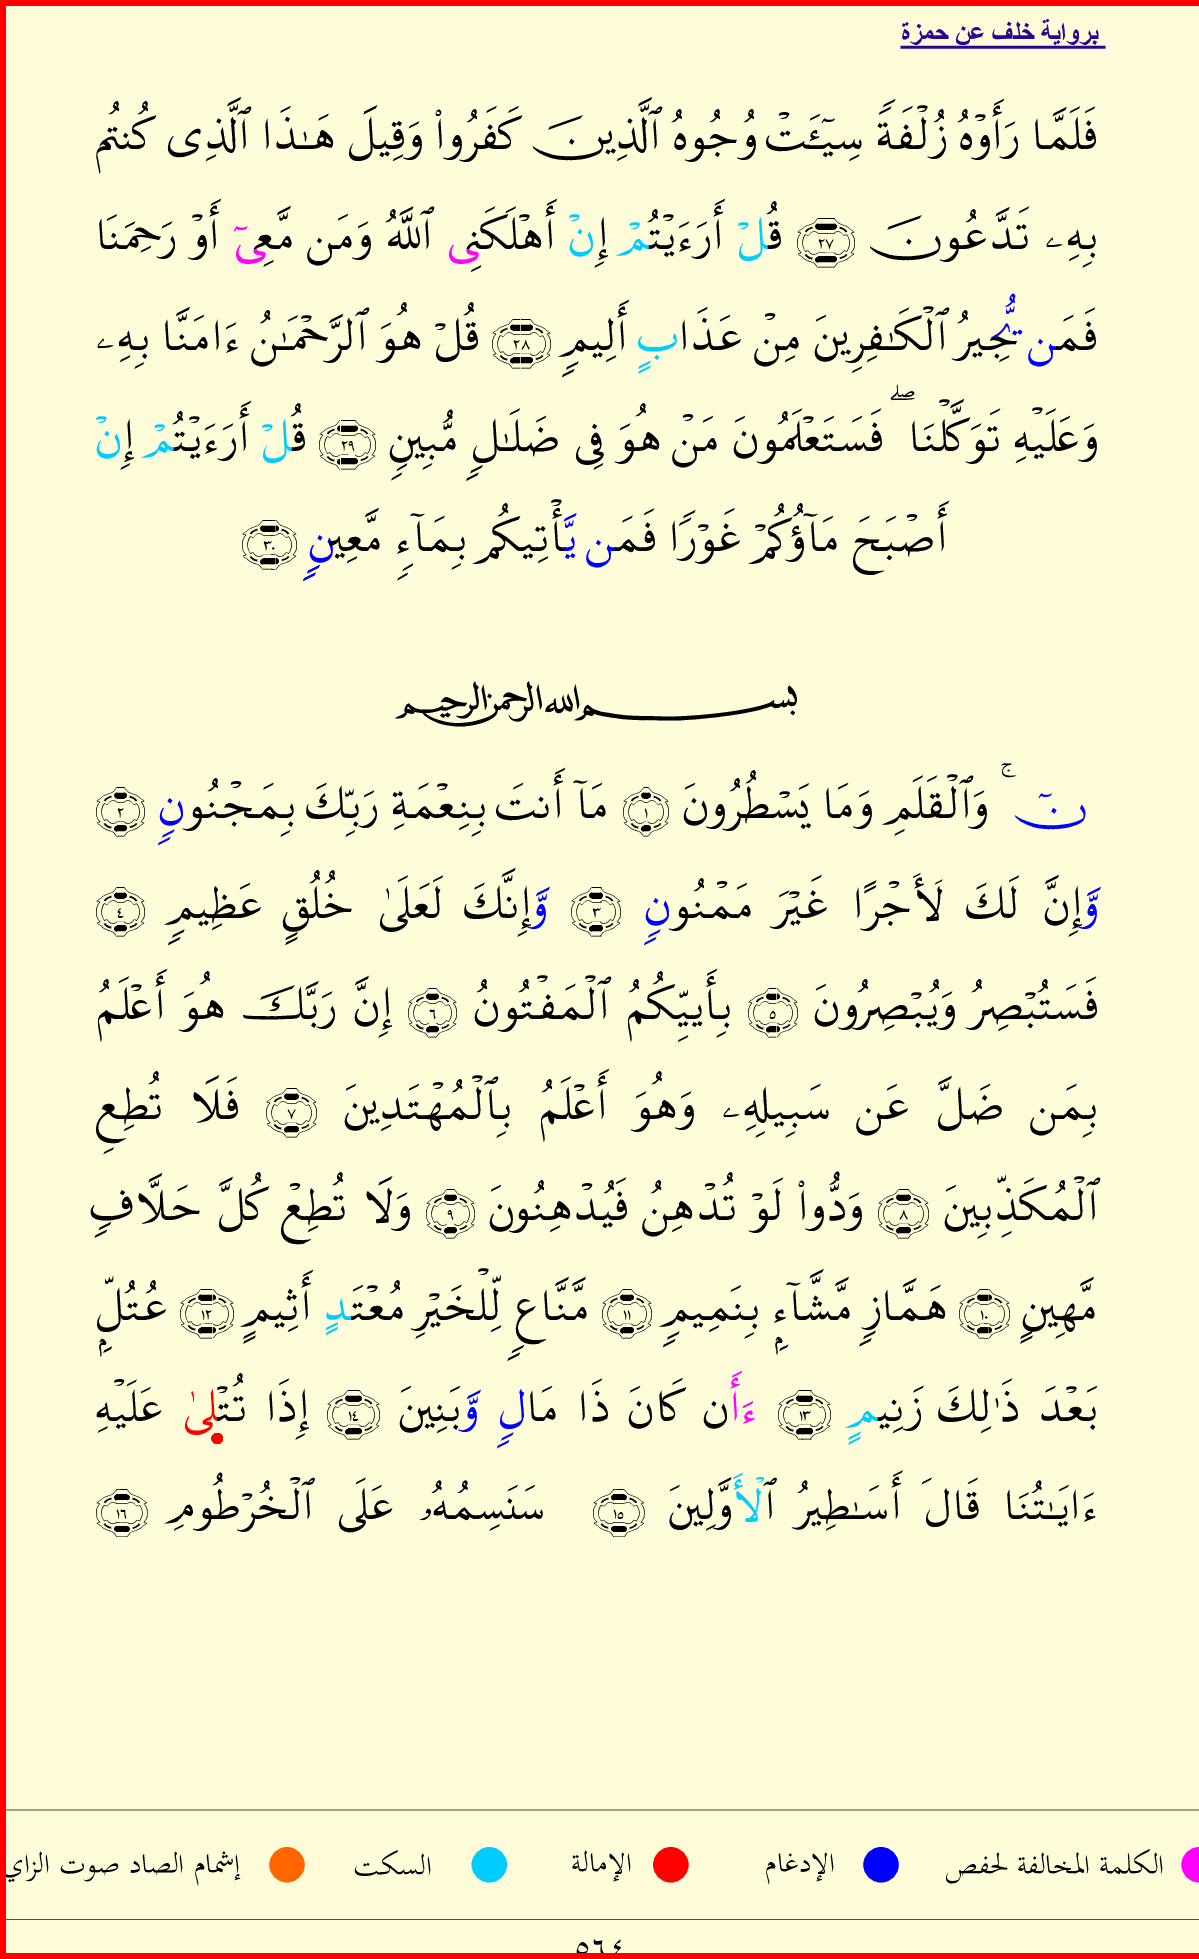 برواية خلف عن حمزة
فَلَمَّا رَأَوْهُ زُلْفَةً سِيٓـَٔتْ وُجُوهُ ٱلَّذِينَ كَفَرُوا۟ وَقِيلَ هَـٰذَا ٱلَّذِى كُنتُم
بِهِۦ تَدَّعُونَ ٢٧ قُلْ أَرَءَيْتُمْ إِنْ أَهْلَكَنِى ٱللَّهُ وَمَن مَّعِىٓ أَوْ رَحِمَنَا
فَمَن يُّجِيرُ ٱلْكَـٰفِرِينَ مِنْ عَذَابٍ أَلِيمٍ ٢٨ قُلْ هُوَ ٱلرَّحْمَـٰنُ ءَامَنَّا بِهِۦ
وَعَلَيْهِ تَوَكَّلْنَا ۖ فَسَتَعْلَمُونَ مَنْ هُوَ فِى ضَلَـٰلٍ مُّبِينٍ ٢٩ قُلْ أَرَءَيْتُمْ إِنْ
أَصْبَحَ مَآؤُكُمْ غَوْرًا فَمَن يَّأْتِيكُم بِمَآءٍ مَّعِينٍ ٣٠
بسم الله الرحمن الرحيم
نٓ ۚ وَٱلْقَلَمِ وَمَا يَسْطُرُونَ ١ مَآ أَنتَ بِنِعْمَةِ رَبِّكَ بِمَجْنُونٍ ٢
وَّإِنَّ لَكَ لَأَجْرًا غَيْرَ مَمْنُونٍ ٣ وَّإِنَّكَ لَعَلَىٰ خُلُقٍ عَظِيمٍ ٤
فَسَتُبْصِرُ وَيُبْصِرُونَ ٥ بِأَييِّكُمُ ٱلْمَفْتُونُ ٦ إِنَّ رَبَّكَ هُوَ أَعْلَمُ
بِمَن ضَلَّ عَن سَبِيلِهِۦ وَهُوَ أَعْلَمُ بِٱلْمُهْتَدِينَ ٧ فَلَا تُطِعِ
ٱلْمُكَذِّبِينَ ٨ وَدُّوا۟ لَوْ تُدْهِنُ فَيُدْهِنُونَ ٩ وَلَا تُطِعْ كُلَّ حَلَّافٍ
مَّهِينٍ ١٠ هَمَّازٍ مَّشَّآءٍ بِنَمِيمٍ ١١ مَّنَّاعٍ لِّلْخَيْرِ مُعْتَدٍ أَثِيمٍ ١٢ عُتُلٍّ
بَعْدَ ذَٰلِكَ زَنِيمٍ ١٣ ءَأَن كَانَ ذَا مَالٍ وَّبَنِينَ ١٤ إِذَا تُتْلَىٰ عَلَيْهِ
ءَايَـٰتُنَا قَالَ أَسَـٰطِيرُ ٱلْأَوَّلِينَ ١٥ سَنَسِمُهُۥ عَلَى ٱلْخُرْطُومِ ١٦
الكلمة المخالفة لحفص الإدغام الإمالة السكت إشمام الصاد صوت الزاي
٥٦٤